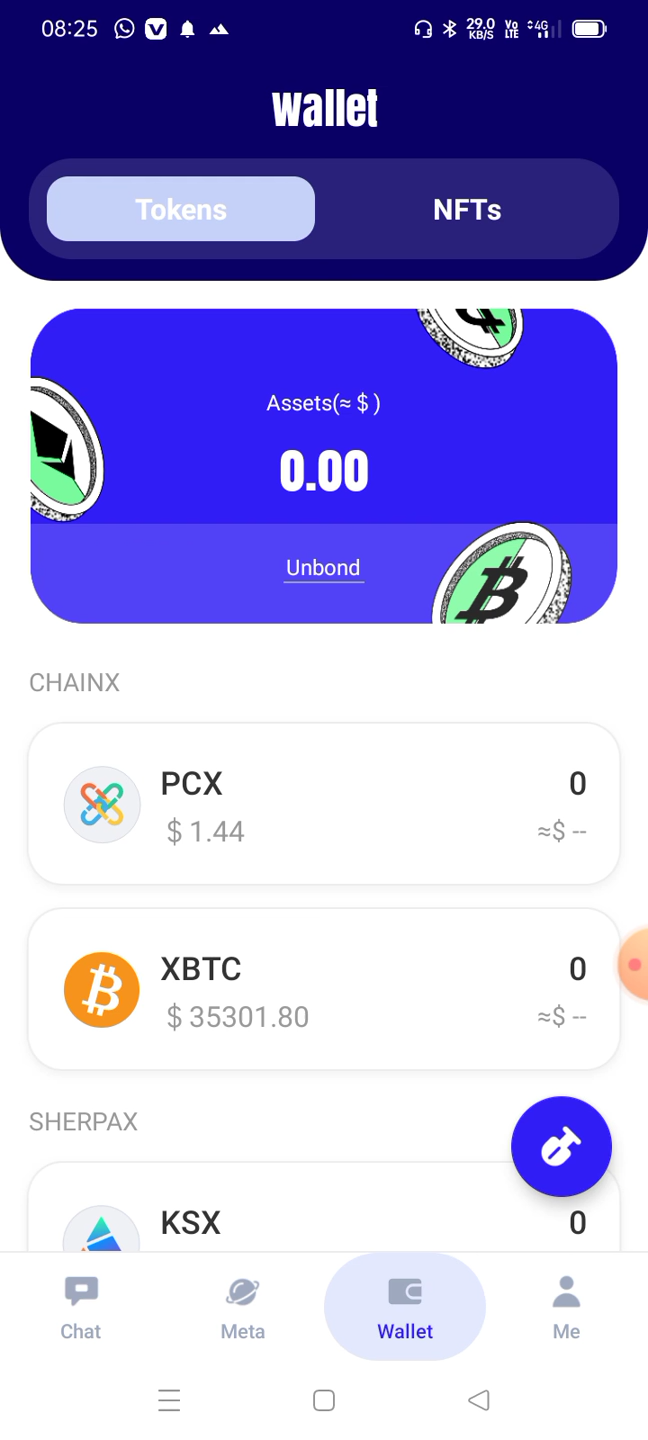 08:25 29.0 KB/S Vo LTE 4G
Wallet
Tokens NFTs
Assets(≈ $ )
0.00
Unbond
CHAINX
PCX 0
$ 1.44 ≈$ --
XBTC 0
$ 35301.80 ≈$ --
SHERPAX
KSX 0
Chat Meta Wallet Me